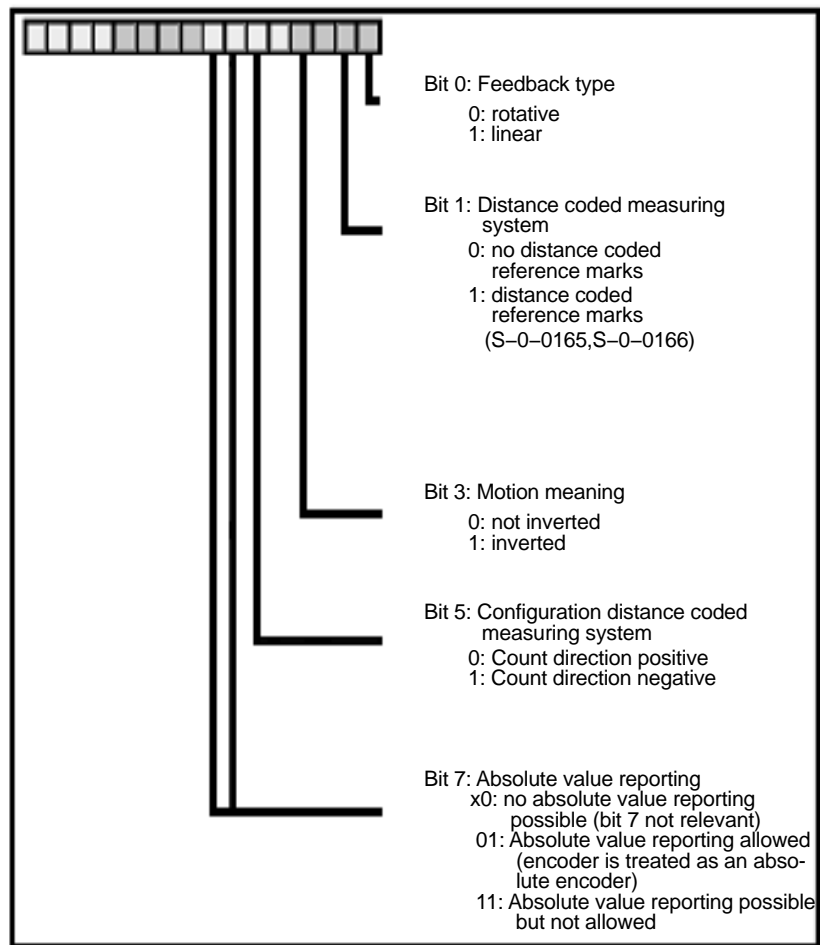 Bit 0: Feedback type
0: rotative
1: linear
Bit 1: Distance coded measuring
system
0: no distance coded
reference marks
1: distance coded
reference marks
(S–0–0165,S–0–0166)
Bit 3: Motion meaning
0: not inverted
1: inverted
Bit 5: Configuration distance coded
measuring system
0: Count direction positive
1: Count direction negative
Bit 7: Absolute value reporting
x0: no absolute value reporting
possible (bit 7 not relevant)
01: Absolute value reporting allowed
(encoder is treated as an abso-
lute encoder)
11: Absolute value reporting possible
but not allowed